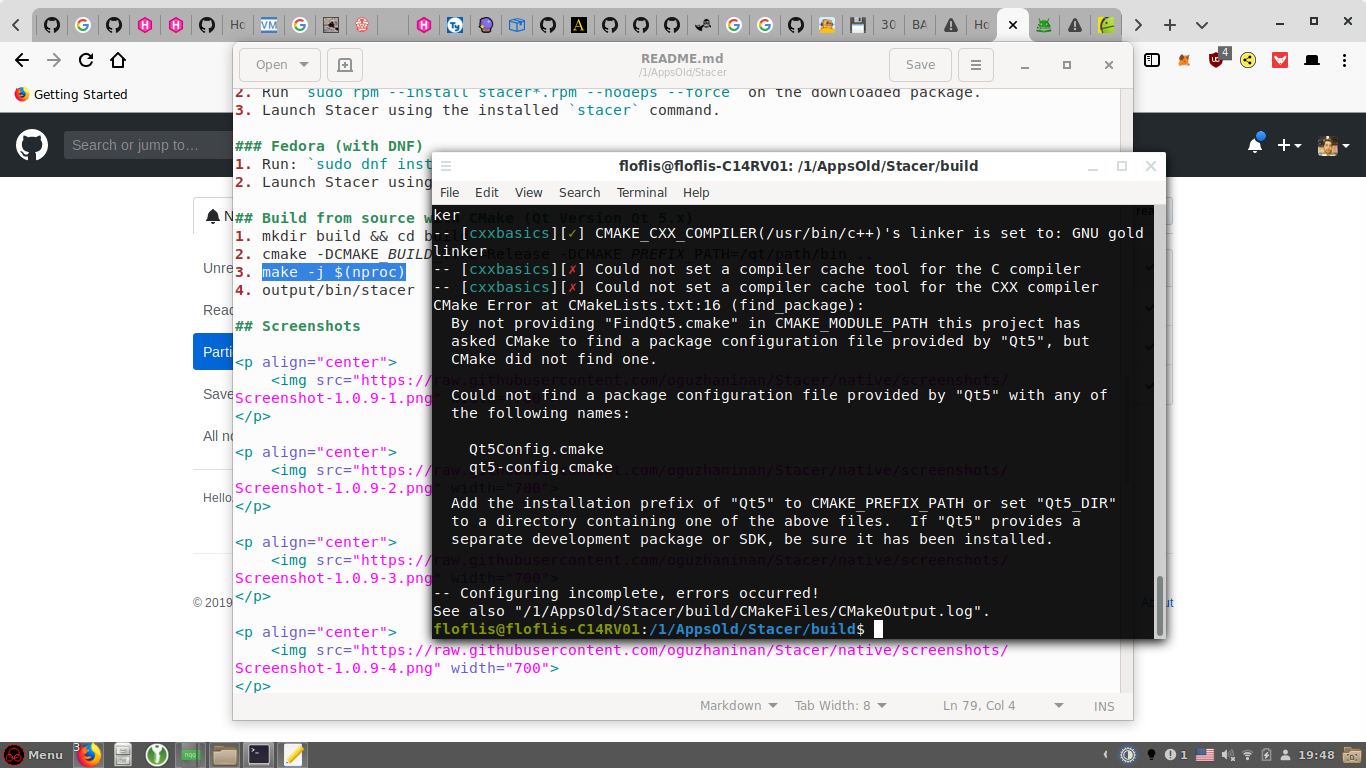 Ho
VM
Ty
A
30
BA
Ho
4
Getting Started
Search or jump to…
Unre
Read
Parti
Save
All no
Hello
© 2019
Open
README.md
/1/AppsOld/Stacer
Save
2. Run `sudo rpm --install stacer*.rpm --nodeps --force` on the downloaded package.
3. Launch Stacer using the installed `stacer` command.
### Fedora (with DNF)
1. Run: `sudo dnf inst
2. Launch Stacer using
## Build from source w
1. mkdir build && cd b
2. cmake -DCMAKE_BUILD
3. make -j $(nproc)
4. output/bin/stacer
## Screenshots
<p align="center">
<img src="https://raw.githubusercontent.com/oguzhaninan/Stacer/native/screenshots/
Screenshot-1.0.9-1.png"
</p>
<p align="center">
<img src="https://raw.githubusercontent.com/oguzhaninan/Stacer/native/screenshots/
Screenshot-1.0.9-2.png" width="700">
</p>
<p align="center">
<img src="https://raw.githubusercontent.com/oguzhaninan/Stacer/native/screenshots/
Screenshot-1.0.9-3.png" width="700">
</p>
<p align="center">
<img src="https://raw.githubusercontent.com/oguzhaninan/Stacer/native/screenshots/
Screenshot-1.0.9-4.png" width="700">
</p>
Markdown
Tab Width: 8
Ln 79, Col 4
INS
floflis@floflis-C14RV01: /1/AppsOld/Stacer/build
File Edit View Search Terminal Help
ker
-- [cxxbasics][✓] CMAKE_CXX_COMPILER(/usr/bin/c++)'s linker is set to: GNU gold
linker
-- [cxxbasics][✗] Could not set a compiler cache tool for the C compiler
-- [cxxbasics][✗] Could not set a compiler cache tool for the CXX compiler
CMake Error at CMakeLists.txt:16 (find_package):
By not providing "FindQt5.cmake" in CMAKE_MODULE_PATH this project has
asked CMake to find a package configuration file provided by "Qt5", but
CMake did not find one.
Could not find a package configuration file provided by "Qt5" with any of
the following names:
Qt5Config.cmake
qt5-config.cmake
Add the installation prefix of "Qt5" to CMAKE_PREFIX_PATH or set "Qt5_DIR"
to a directory containing one of the above files.  If "Qt5" provides a
separate development package or SDK, be sure it has been installed.
-- Configuring incomplete, errors occurred!
See also "/1/AppsOld/Stacer/build/CMakeFiles/CMakeOutput.log".
floflis@floflis-C14RV01:/1/AppsOld/Stacer/build$
Menu
3
1
19:48